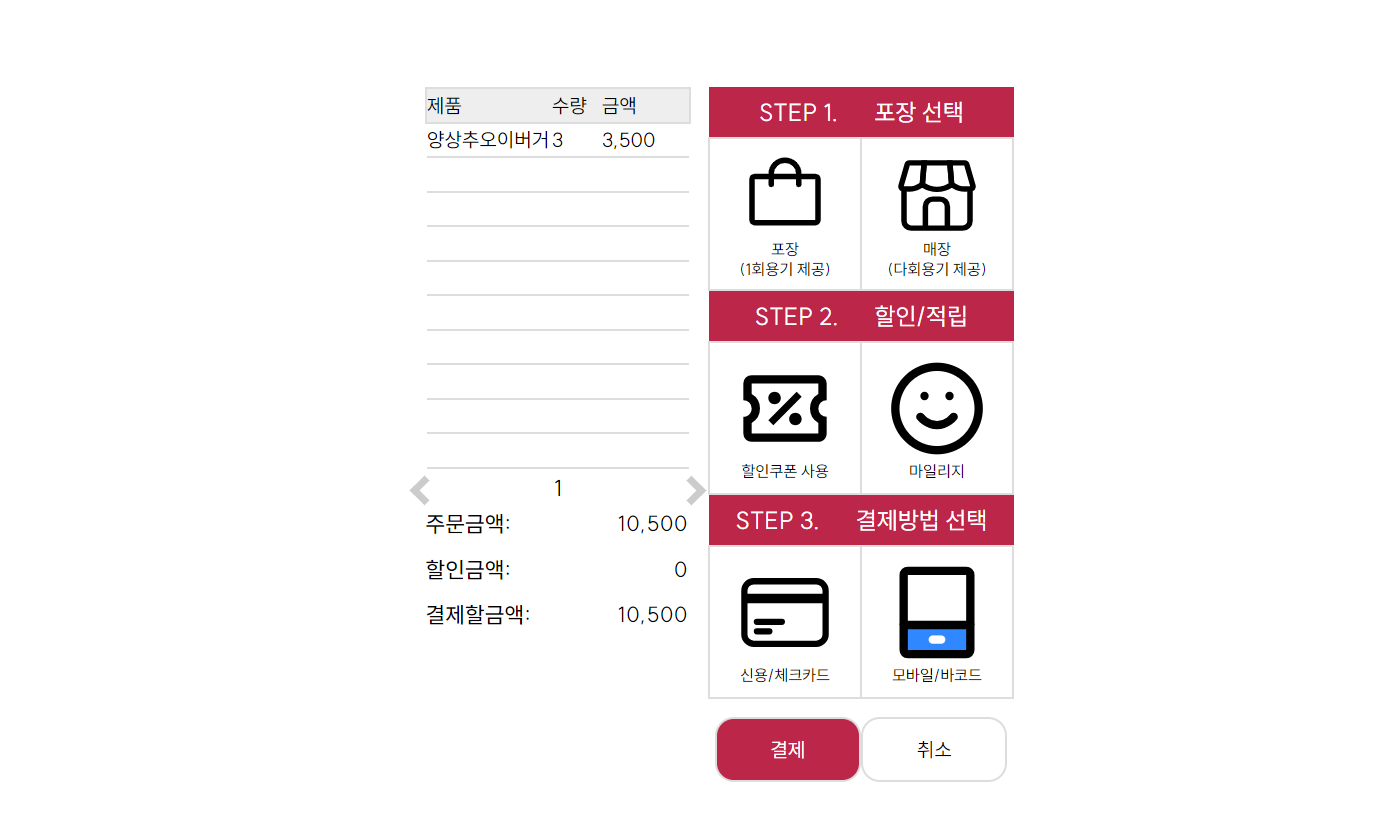 제품 수량 금액
양상추오이버거 3 3,500
1
주문금액: 10,500
할인금액: 0
결제할금액: 10,500
STEP 1. 포장 선택
포장
(1회용기 제공)
매장
(다회용기 제공)
STEP 2. 할인/적립
할인쿠폰 사용
마일리지
STEP 3. 결제방법 선택
신용/체크카드
모바일/바코드
결제
취소